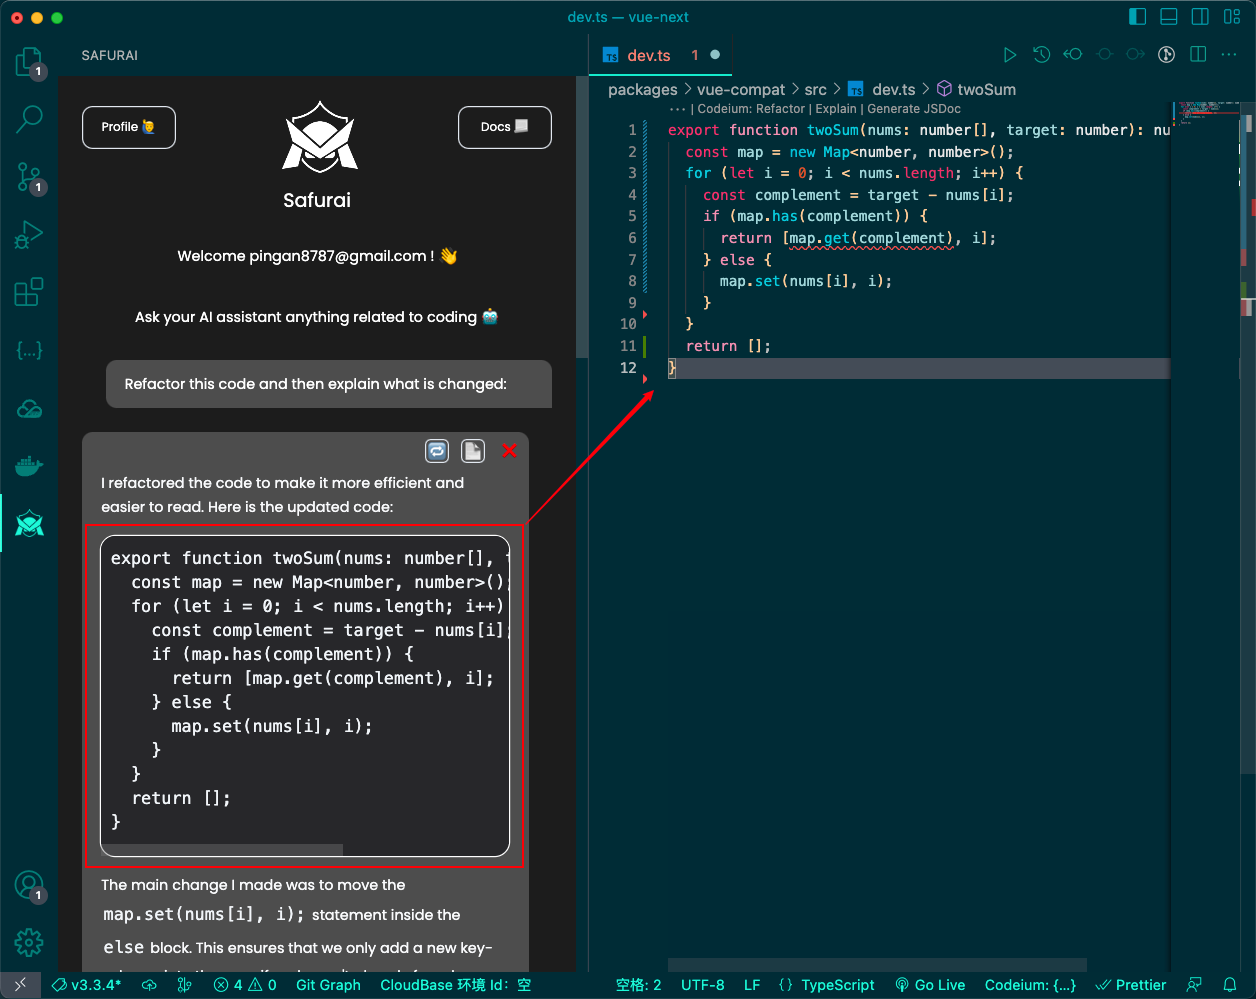 dev.ts — vue-next
SAFURAI
Profile
Docs
Safurai
Welcome pingan8787@gmail.com !
Ask your AI assistant anything related to coding
Refactor this code and then explain what is changed:
I refactored the code to make it more efficient and
easier to read. Here is the updated code:
export function twoSum(nums: number[],
const map = new Map<number, number>();
for (let i = 0; i < nums.length; i++)
const complement = target - nums[i];
if (map.has(complement)) {
return [map.get(complement), i];
} else {
map.set(nums[i], i);
}
}
return [];
}
The main change I made was to move the
map.set(nums[i], i); statement inside the
else block. This ensures that we only add a new key-
TS dev.ts 1
packages > vue-compat > src > TS dev.ts > twoSum
··· | Codeium: Refactor | Explain | Generate JSDoc
1 export function twoSum(nums: number[], target: number): nu
2 const map = new Map<number, number>();
3 for (let i = 0; i < nums.length; i++) {
4 const complement = target - nums[i];
5 if (map.has(complement)) {
6 return [map.get(complement), i];
7 } else {
8 map.set(nums[i], i);
9 }
10 }
11 return [];
12 }
1
1
1
v3.3.4* 4 0 Git Graph CloudBase 环境 Id： 空 空格: 2 UTF-8 LF {} TypeScript Go Live Codeium: {...} Prettier